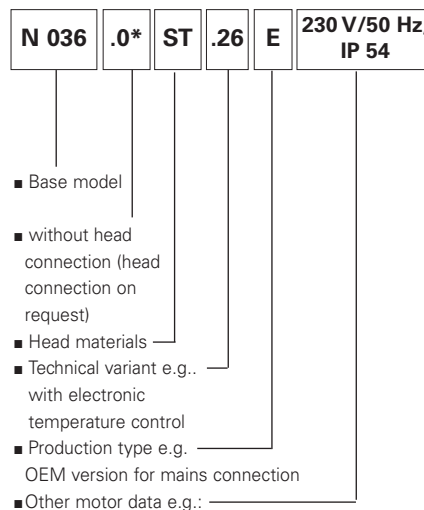 N 036 .0* ST .26 E 230 V/50 Hz,
IP 54
■ Base model
■ without head
connection (head
connection on
request)
■ Head materials
■ Technical variant e.g..
with electronic
temperature control
■ Production type e.g.
OEM version for mains connection
■ Other motor data e.g.: